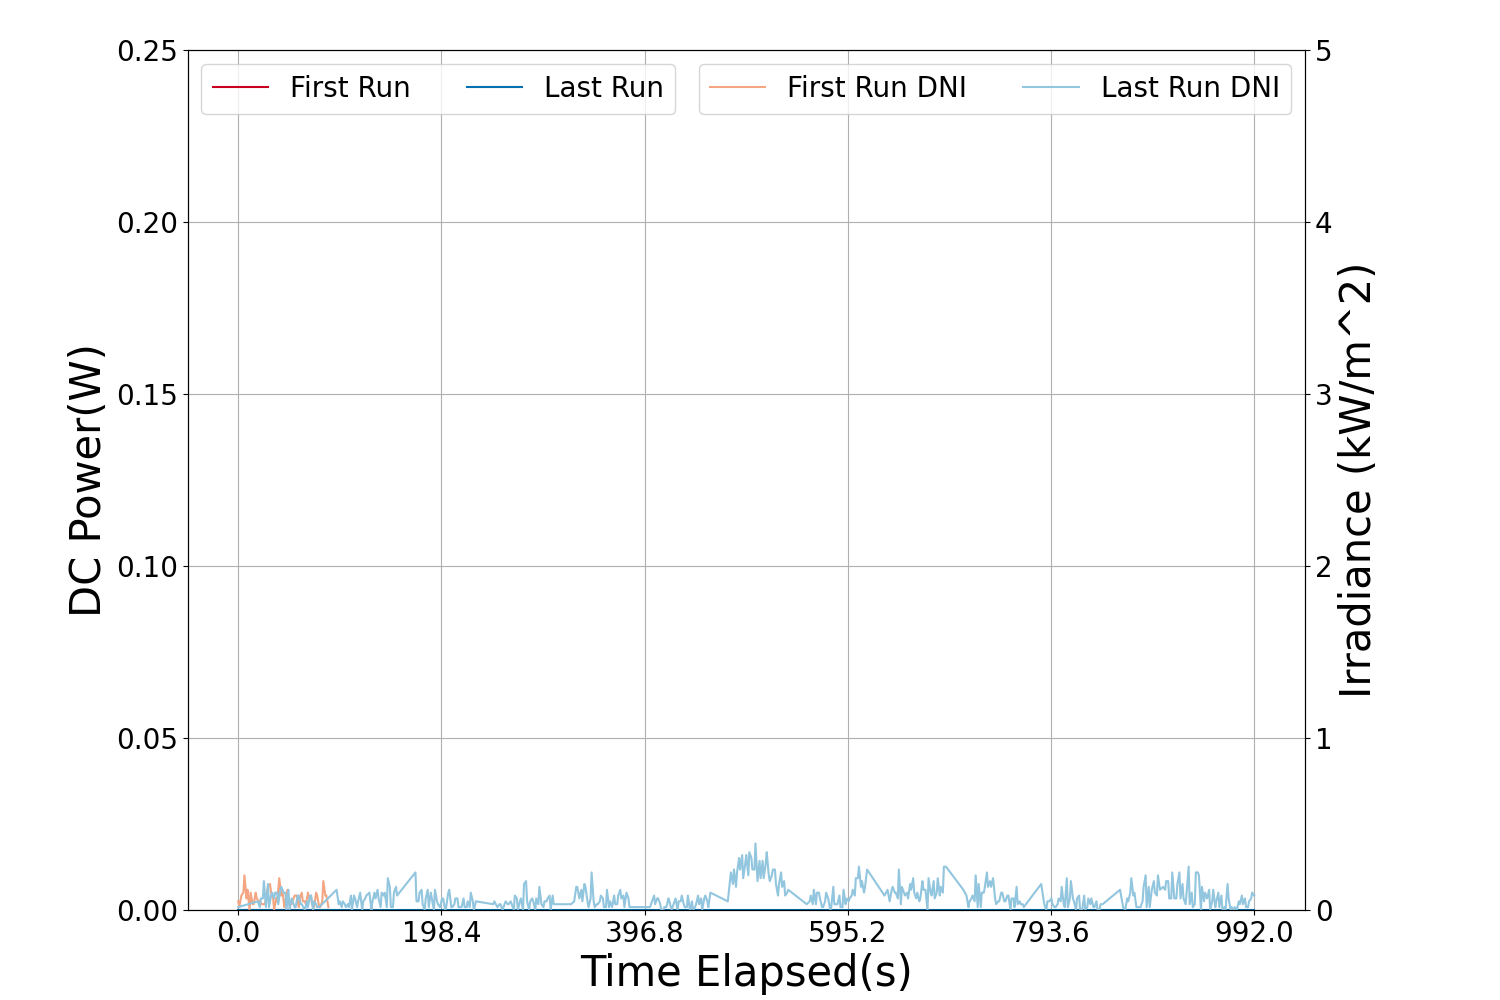 First Run
Last Run
First Run DNI
Last Run DNI
DC Power(W)
0.25
0.20
0.15
0.10
0.05
0.00
5
4
3
2
1
0
Irradiance (kW/m^2)
0.0 198.4 396.8 595.2 793.6 992.0
Time Elapsed(s)